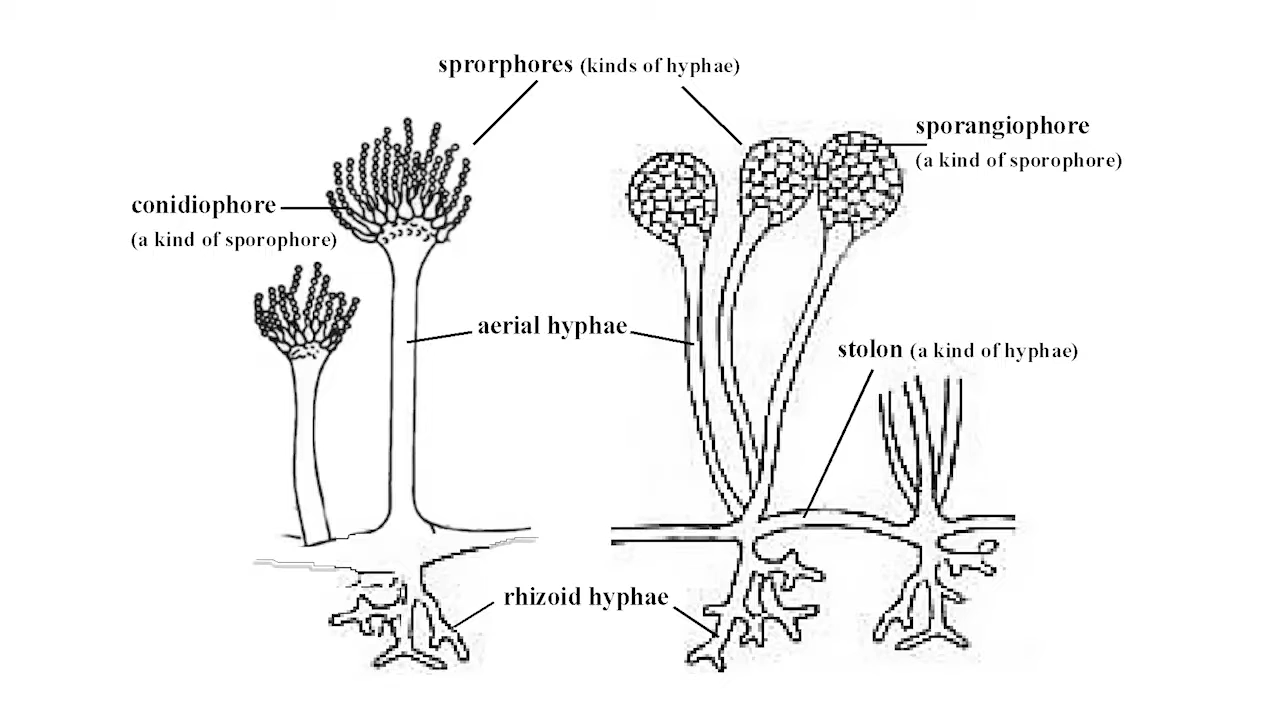 sprorphores (kinds of hyphae)
sporangiophore
(a kind of sporophore)
conidiophore
(a kind of sporophore)
aerial hyphae
stolon (a kind of hyphae)
rhizoid hyphae